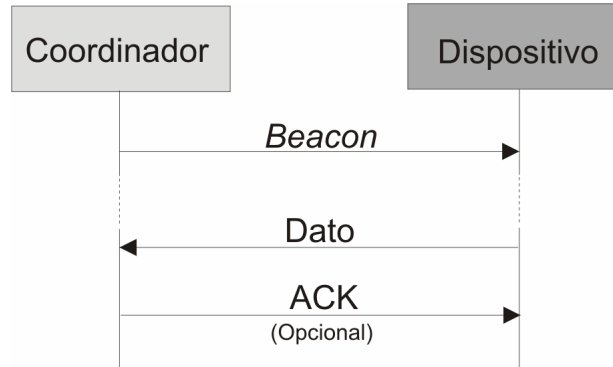 Coordinador
Dispositivo
Beacon
Dato
ACK
(Opcional)